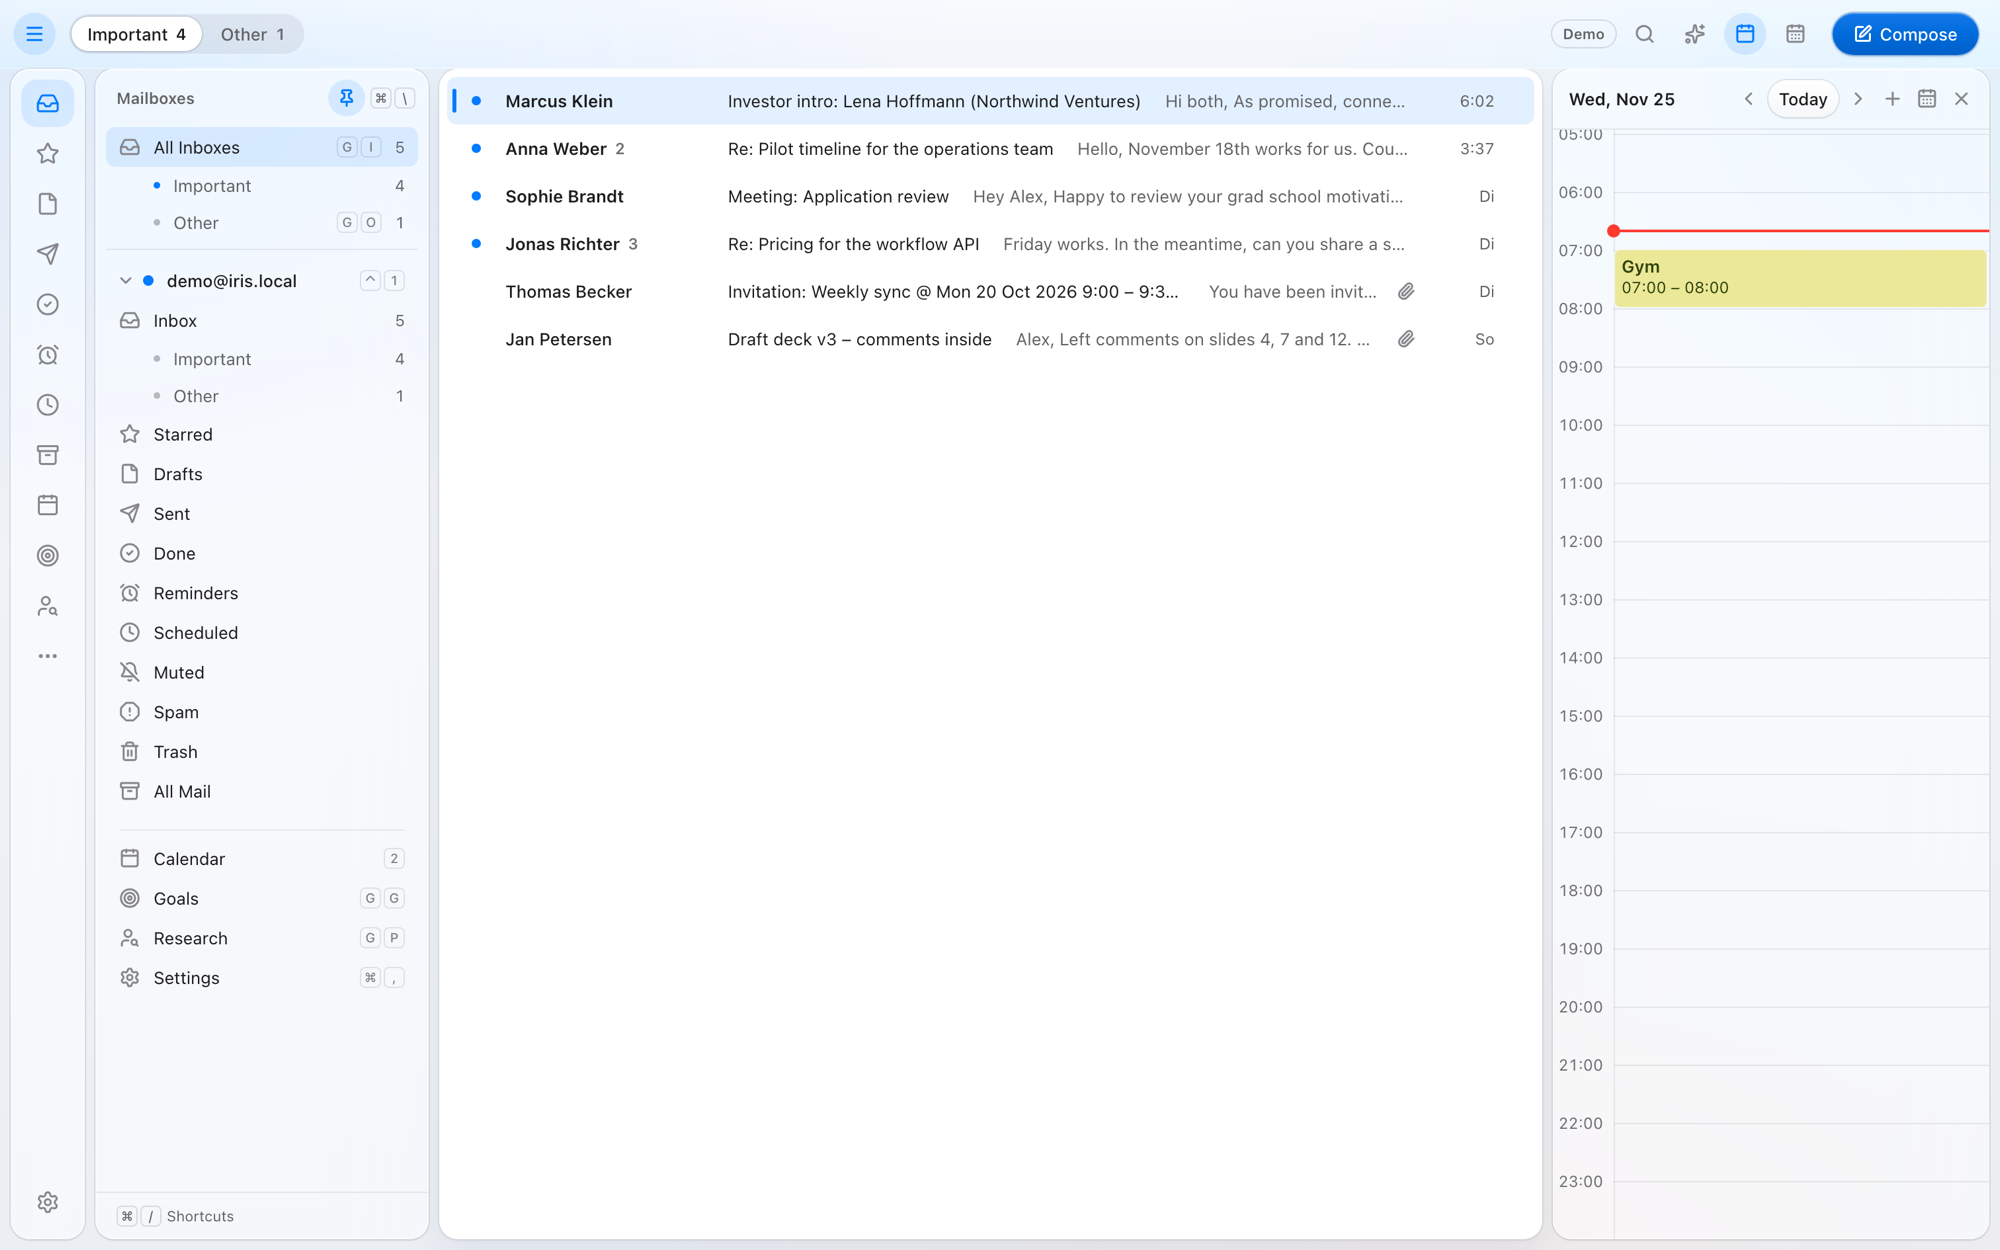 Important 4 Other 1 Demo Compose
Mailboxes ⌘ \
All Inboxes G I 5
Important 4
Other G O 1
demo@iris.local ^ 1
Inbox 5
Important 4
Other 1
Starred
Drafts
Sent
Done
Reminders
Scheduled
Muted
Spam
Trash
All Mail
Calendar 2
Goals G G
Research G P
Settings ⌘ ,
⌘ / Shortcuts
Marcus Klein Investor intro: Lena Hoffmann (Northwind Ventures) Hi both, As promised, conne... 6:02
Anna Weber 2 Re: Pilot timeline for the operations team Hello, November 18th works for us. Cou... 3:37
Sophie Brandt Meeting: Application review Hey Alex, Happy to review your grad school motivati... Di
Jonas Richter 3 Re: Pricing for the workflow API Friday works. In the meantime, can you share a s... Di
Thomas Becker Invitation: Weekly sync @ Mon 20 Oct 2026 9:00 – 9:3... You have been invit... Di
Jan Petersen Draft deck v3 – comments inside Alex, Left comments on slides 4, 7 and 12. ... So
Wed, Nov 25 Today
05:00
06:00
07:00
Gym
07:00 – 08:00
08:00
09:00
10:00
11:00
12:00
13:00
14:00
15:00
16:00
17:00
18:00
19:00
20:00
21:00
22:00
23:00